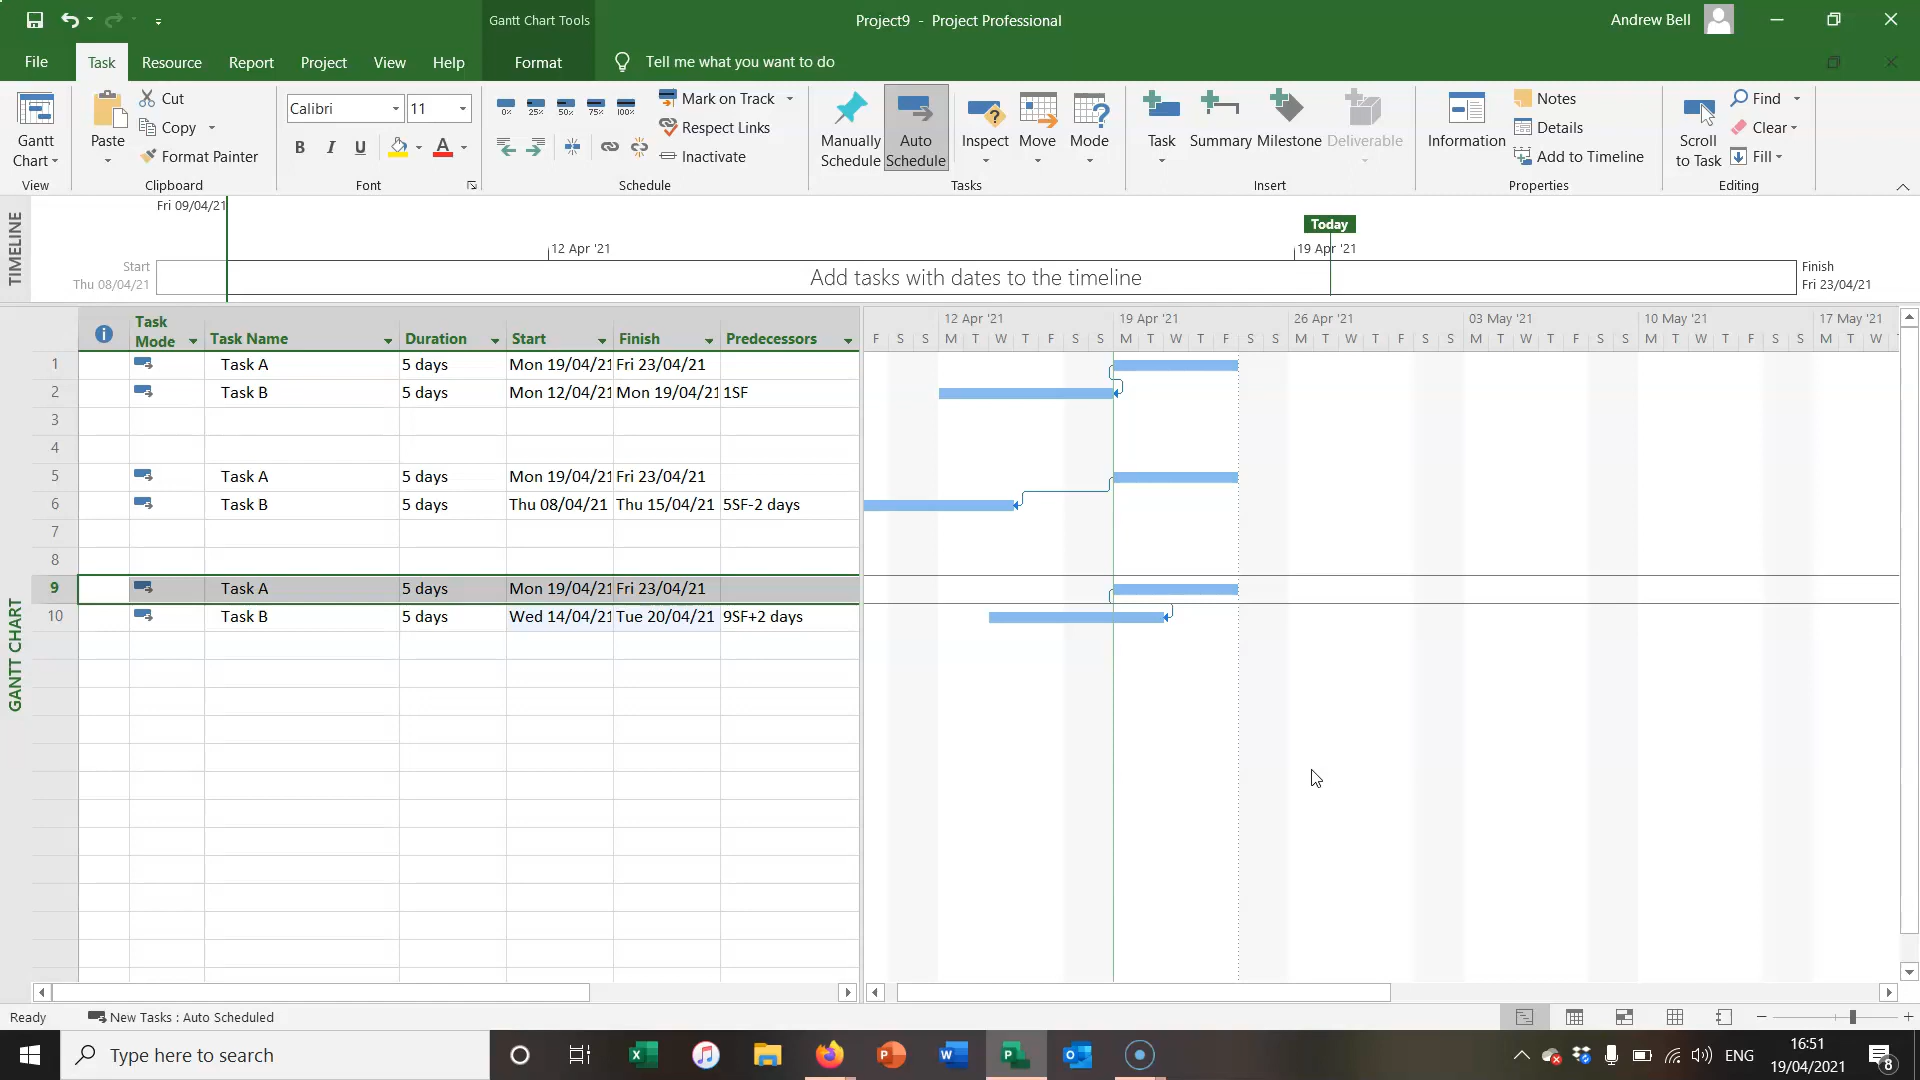 Gantt Chart Tools
Project9 - Project Professional
Andrew Bell
File
Task
Resource
Report
Project
View
Help
Format
Tell me what you want to do
Gantt
Chart
View
Paste
Cut
Copy
Format Painter
Clipboard
Calibri
11
B I U
A
Font
0% 25% 50% 75% 100%
Mark on Track
Respect Links
Inactivate
Schedule
Manually
Schedule
Auto
Schedule
Inspect
Move
Mode
Tasks
Task
Summary
Milestone
Deliverable
Insert
Information
Notes
Details
Add to Timeline
Properties
Scroll
to Task
Find
Clear
Fill
Editing
TIMELINE
Fri 09/04/21
Today
12 Apr '21
19 Apr '21
Start
Thu 08/04/21
Add tasks with dates to the timeline
Finish
Fri 23/04/21
GANTT CHART
Task
Mode
Task Name
Duration
Start
Finish
Predecessors
12 Apr '21 19 Apr '21 26 Apr '21 03 May '21 10 May '21 17 May '21
F S S M T W T F S S M T W T F S S M T W T F S S M T W T F S S M T W T F S S M T W
1 Task A 5 days Mon 19/04/21 Fri 23/04/21
2 Task B 5 days Mon 12/04/21 Mon 19/04/21 1SF
3
4
5 Task A 5 days Mon 19/04/21 Fri 23/04/21
6 Task B 5 days Thu 08/04/21 Thu 15/04/21 5SF-2 days
7
8
9 Task A 5 days Mon 19/04/21 Fri 23/04/21
10 Task B 5 days Wed 14/04/21 Tue 20/04/21 9SF+2 days
Ready
New Tasks : Auto Scheduled
Type here to search
ENG
16:51
19/04/2021
8